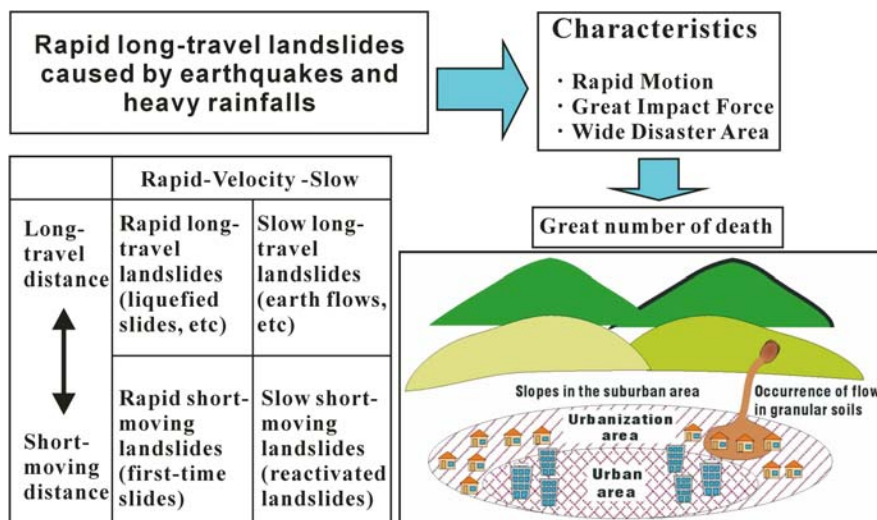 Rapid long-travel landslides
caused by earthquakes and
heavy rainfalls
Characteristics
· Rapid Motion
· Great Impact Force
· Wide Disaster Area
Great number of death
Rapid-Velocity -Slow
Long-
travel
distance
Rapid long-
travel
landslides
(liquefied
slides, etc)
Slow long-
travel
landslides
(earth flows,
etc)
Short-
moving
distance
Rapid short-
moving
landslides
(first-time
slides)
Slow short-
moving
landslides
(reactivated
landslides)
Slopes in the suburban area
Occurrence of flow
in granular soils
Urbanization
area
Urban
area